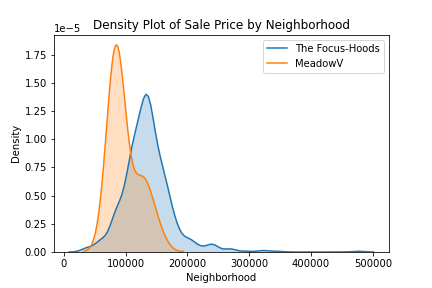 Density Plot of Sale Price by Neighborhood
1e−5
The Focus-Hoods
MeadowV
1.75
1.50
1.25
1.00
0.75
0.50
0.25
0.00
Density
0 100000 200000 300000 400000 500000
Neighborhood